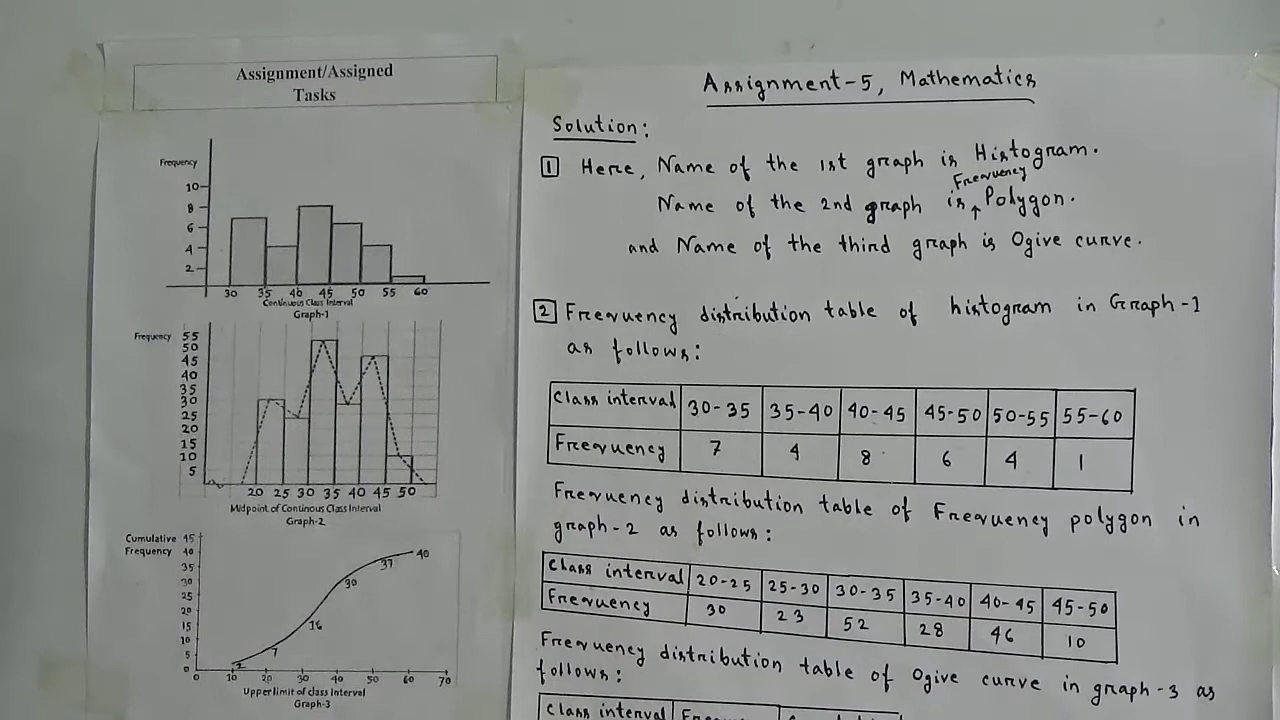 Assignment/Assigned
Tasks
Frequency
10
8
6
4
2
30 35 40 45 50 55 60
Continuous Class Interval
Graph-1
Frequency
55
50
45
40
35
30
25
20
15
10
5
20 25 30 35 40 45 50
Midpoint of Continous Class Interval
Graph-2
Cumulative
Frequency
45
40
35
30
25
20
15
10
5
0
2 7 16 30 37 40
0 10 20 30 40 50 60 70
Upper limit of class Interval
Graph-3
Assignment-5, Mathematics
Solution:
1 Here, Name of the 1st graph is Histogram.
Frequency
Name of the 2nd graph is Polygon.
and Name of the third graph is Ogive curve.
2 Frequency distribution table of histogram in Graph-1
as follows:
Class interval 30-35 35-40 40-45 45-50 50-55 55-60
Frequency 7 4 8 6 4 1
Frequency distribution table of Frequency polygon in
graph-2 as follows:
Class interval 20-25 25-30 30-35 35-40 40-45 45-50
Frequency 30 23 52 28 46 10
Frequency distribution table of Ogive curve in graph-3 as
follows:
Class interval